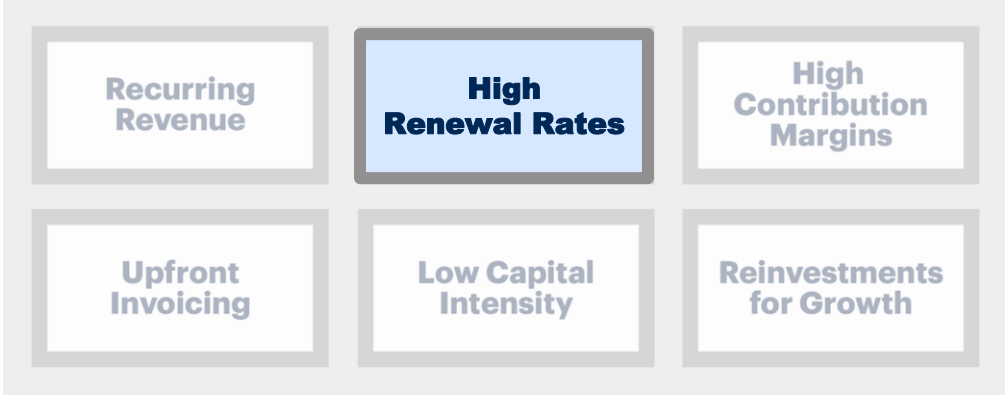 Recurring
Revenue
High
Renewal Rates
High
Contribution
Margins
Upfront
Invoicing
Low Capital
Intensity
Reinvestments
for Growth